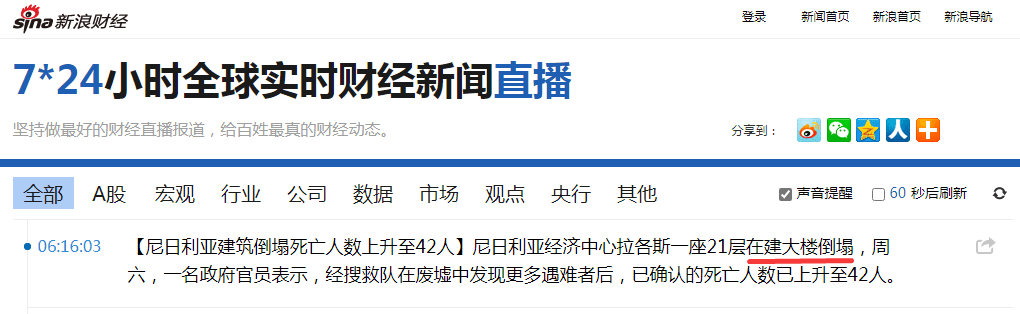 sina 新浪财经 登录 新闻首页 新浪首页 新浪导航
7*24小时全球实时财经新闻直播
坚持做最好的财经直播报道，给百姓最真的财经动态。 分享到：
全部 A股 宏观 行业 公司 数据 市场 观点 央行 其他 声音提醒 60 秒后刷新
06:16:03 【尼日利亚建筑倒塌死亡人数上升至42人】尼日利亚经济中心拉各斯一座21层在建大楼倒塌，周
六，一名政府官员表示，经搜救队在废墟中发现更多遇难者后，已确认的死亡人数已上升至42人。